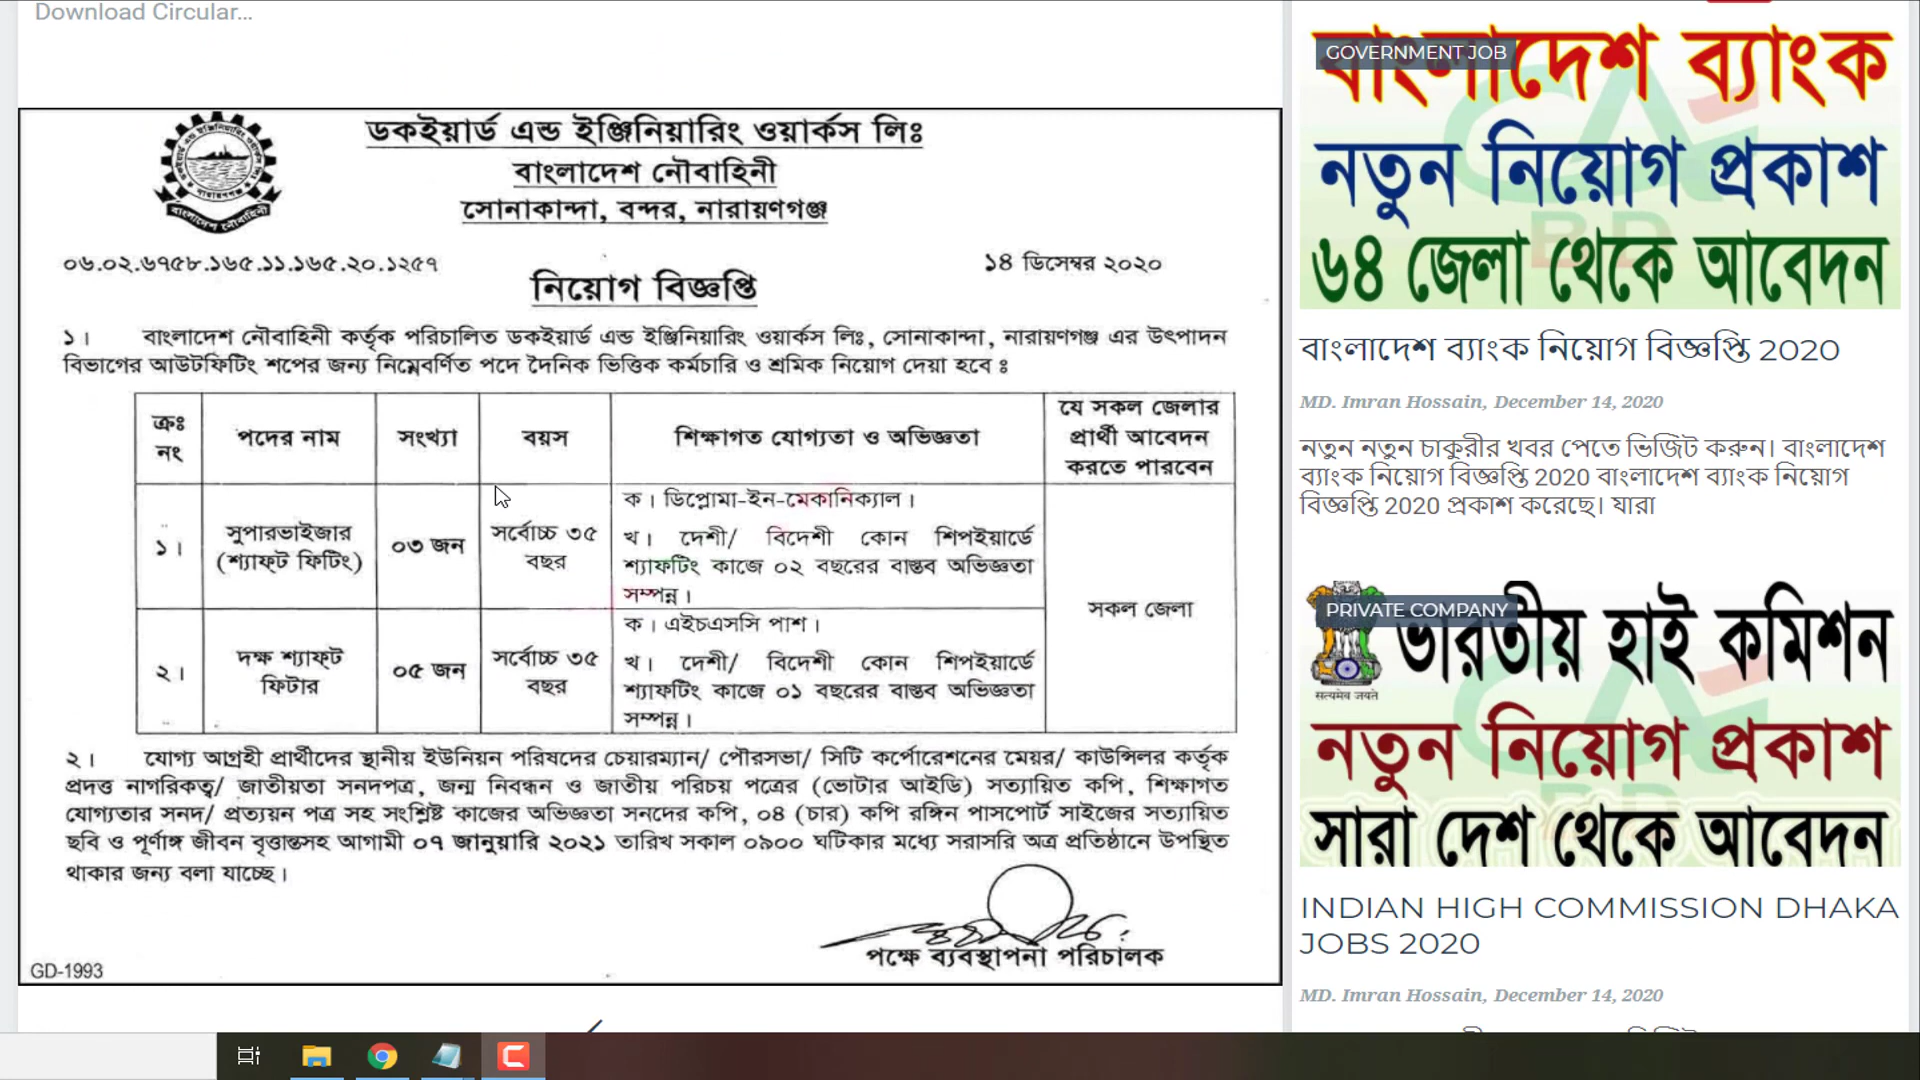 Download Circular...
ডকইয়ার্ড এন্ড ইঞ্জিনিয়ারিং ওয়ার্কস লিঃ
বাংলাদেশ নৌবাহিনী
সোনাকান্দা, বন্দর, নারায়ণগঞ্জ
বাংলাদেশ নৌবাহিনী
০৬.০২.৬৭৫৮.১৬৫.১১.১৬৫.২০.১২৫৭
১৪ ডিসেম্বর ২০২০
নিয়োগ বিজ্ঞপ্তি
১। বাংলাদেশ নৌবাহিনী কর্তৃক পরিচালিত ডকইয়ার্ড এন্ড ইঞ্জিনিয়ারিং ওয়ার্কস লিঃ, সোনাকান্দা, নারায়ণগঞ্জ এর উৎপাদন
বিভাগের আউটফিটিং শপের জন্য নিম্নেবর্ণিত পদে দৈনিক ভিত্তিক কর্মচারি ও শ্রমিক নিয়োগ দেয়া হবে ঃ
ক্রঃ
নং
পদের নাম
সংখ্যা
বয়স
শিক্ষাগত যোগ্যতা ও অভিজ্ঞতা
যে সকল জেলার
প্রার্থী আবেদন
করতে পারবেন
১।
সুপারভাইজার
(শ্যাফ্ট ফিটিং)
০৩ জন
সর্বোচ্চ ৩৫
বছর
ক। ডিপ্লোমা-ইন-মেকানিক্যাল।
খ। দেশী/ বিদেশী কোন শিপইয়ার্ডে
শ্যাফটিং কাজে ০২ বছরের বাস্তব অভিজ্ঞতা
সম্পন্ন।
সকল জেলা
২।
দক্ষ শ্যাফ্ট
ফিটার
০৫ জন
সর্বোচ্চ ৩৫
বছর
ক। এইচএসসি পাশ।
খ। দেশী/ বিদেশী কোন শিপইয়ার্ডে
শ্যাফটিং কাজে ০১ বছরের বাস্তব অভিজ্ঞতা
সম্পন্ন।
২। যোগ্য আগ্রহী প্রার্থীদের স্থানীয় ইউনিয়ন পরিষদের চেয়ারম্যান/ পৌরসভা/ সিটি কর্পোরেশনের মেয়র/ কাউন্সিলর কর্তৃক
প্রদত্ত নাগরিকত্ব/ জাতীয়তা সনদপত্র, জন্ম নিবন্ধন ও জাতীয় পরিচয় পত্রের (ভোটার আইডি) সত্যায়িত কপি, শিক্ষাগত
যোগ্যতার সনদ/ প্রত্যয়ন পত্র সহ সংশ্লিষ্ট কাজের অভিজ্ঞতা সনদের কপি, ০৪ (চার) কপি রঙ্গিন পাসপোর্ট সাইজের সত্যায়িত
ছবি ও পূর্ণাঙ্গ জীবন বৃত্তান্তসহ আগামী ০৭ জানুয়ারি ২০২১ তারিখ সকাল ০৯০০ ঘটিকার মধ্যে সরাসরি অত্র প্রতিষ্ঠানে উপস্থিত
থাকার জন্য বলা যাচ্ছে।
পক্ষে ব্যবস্থাপনা পরিচালক
GD-1993
বাংলাদেশ ব্যাংক
GOVERNMENT JOB
নতুন নিয়োগ প্রকাশ
৬৪ জেলা থেকে আবেদন
বাংলাদেশ ব্যাংক নিয়োগ বিজ্ঞপ্তি 2020
MD. Imran Hossain, December 14, 2020
নতুন নতুন চাকুরীর খবর পেতে ভিজিট করুন। বাংলাদেশ
ব্যাংক নিয়োগ বিজ্ঞপ্তি 2020 বাংলাদেশ ব্যাংক নিয়োগ
বিজ্ঞপ্তি 2020 প্রকাশ করেছে। যারা
PRIVATE COMPANY
ভারতীয় হাই কমিশন
सत्यमेव जयते
নতুন নিয়োগ প্রকাশ
সারা দেশ থেকে আবেদন
INDIAN HIGH COMMISSION DHAKA
JOBS 2020
MD. Imran Hossain, December 14, 2020